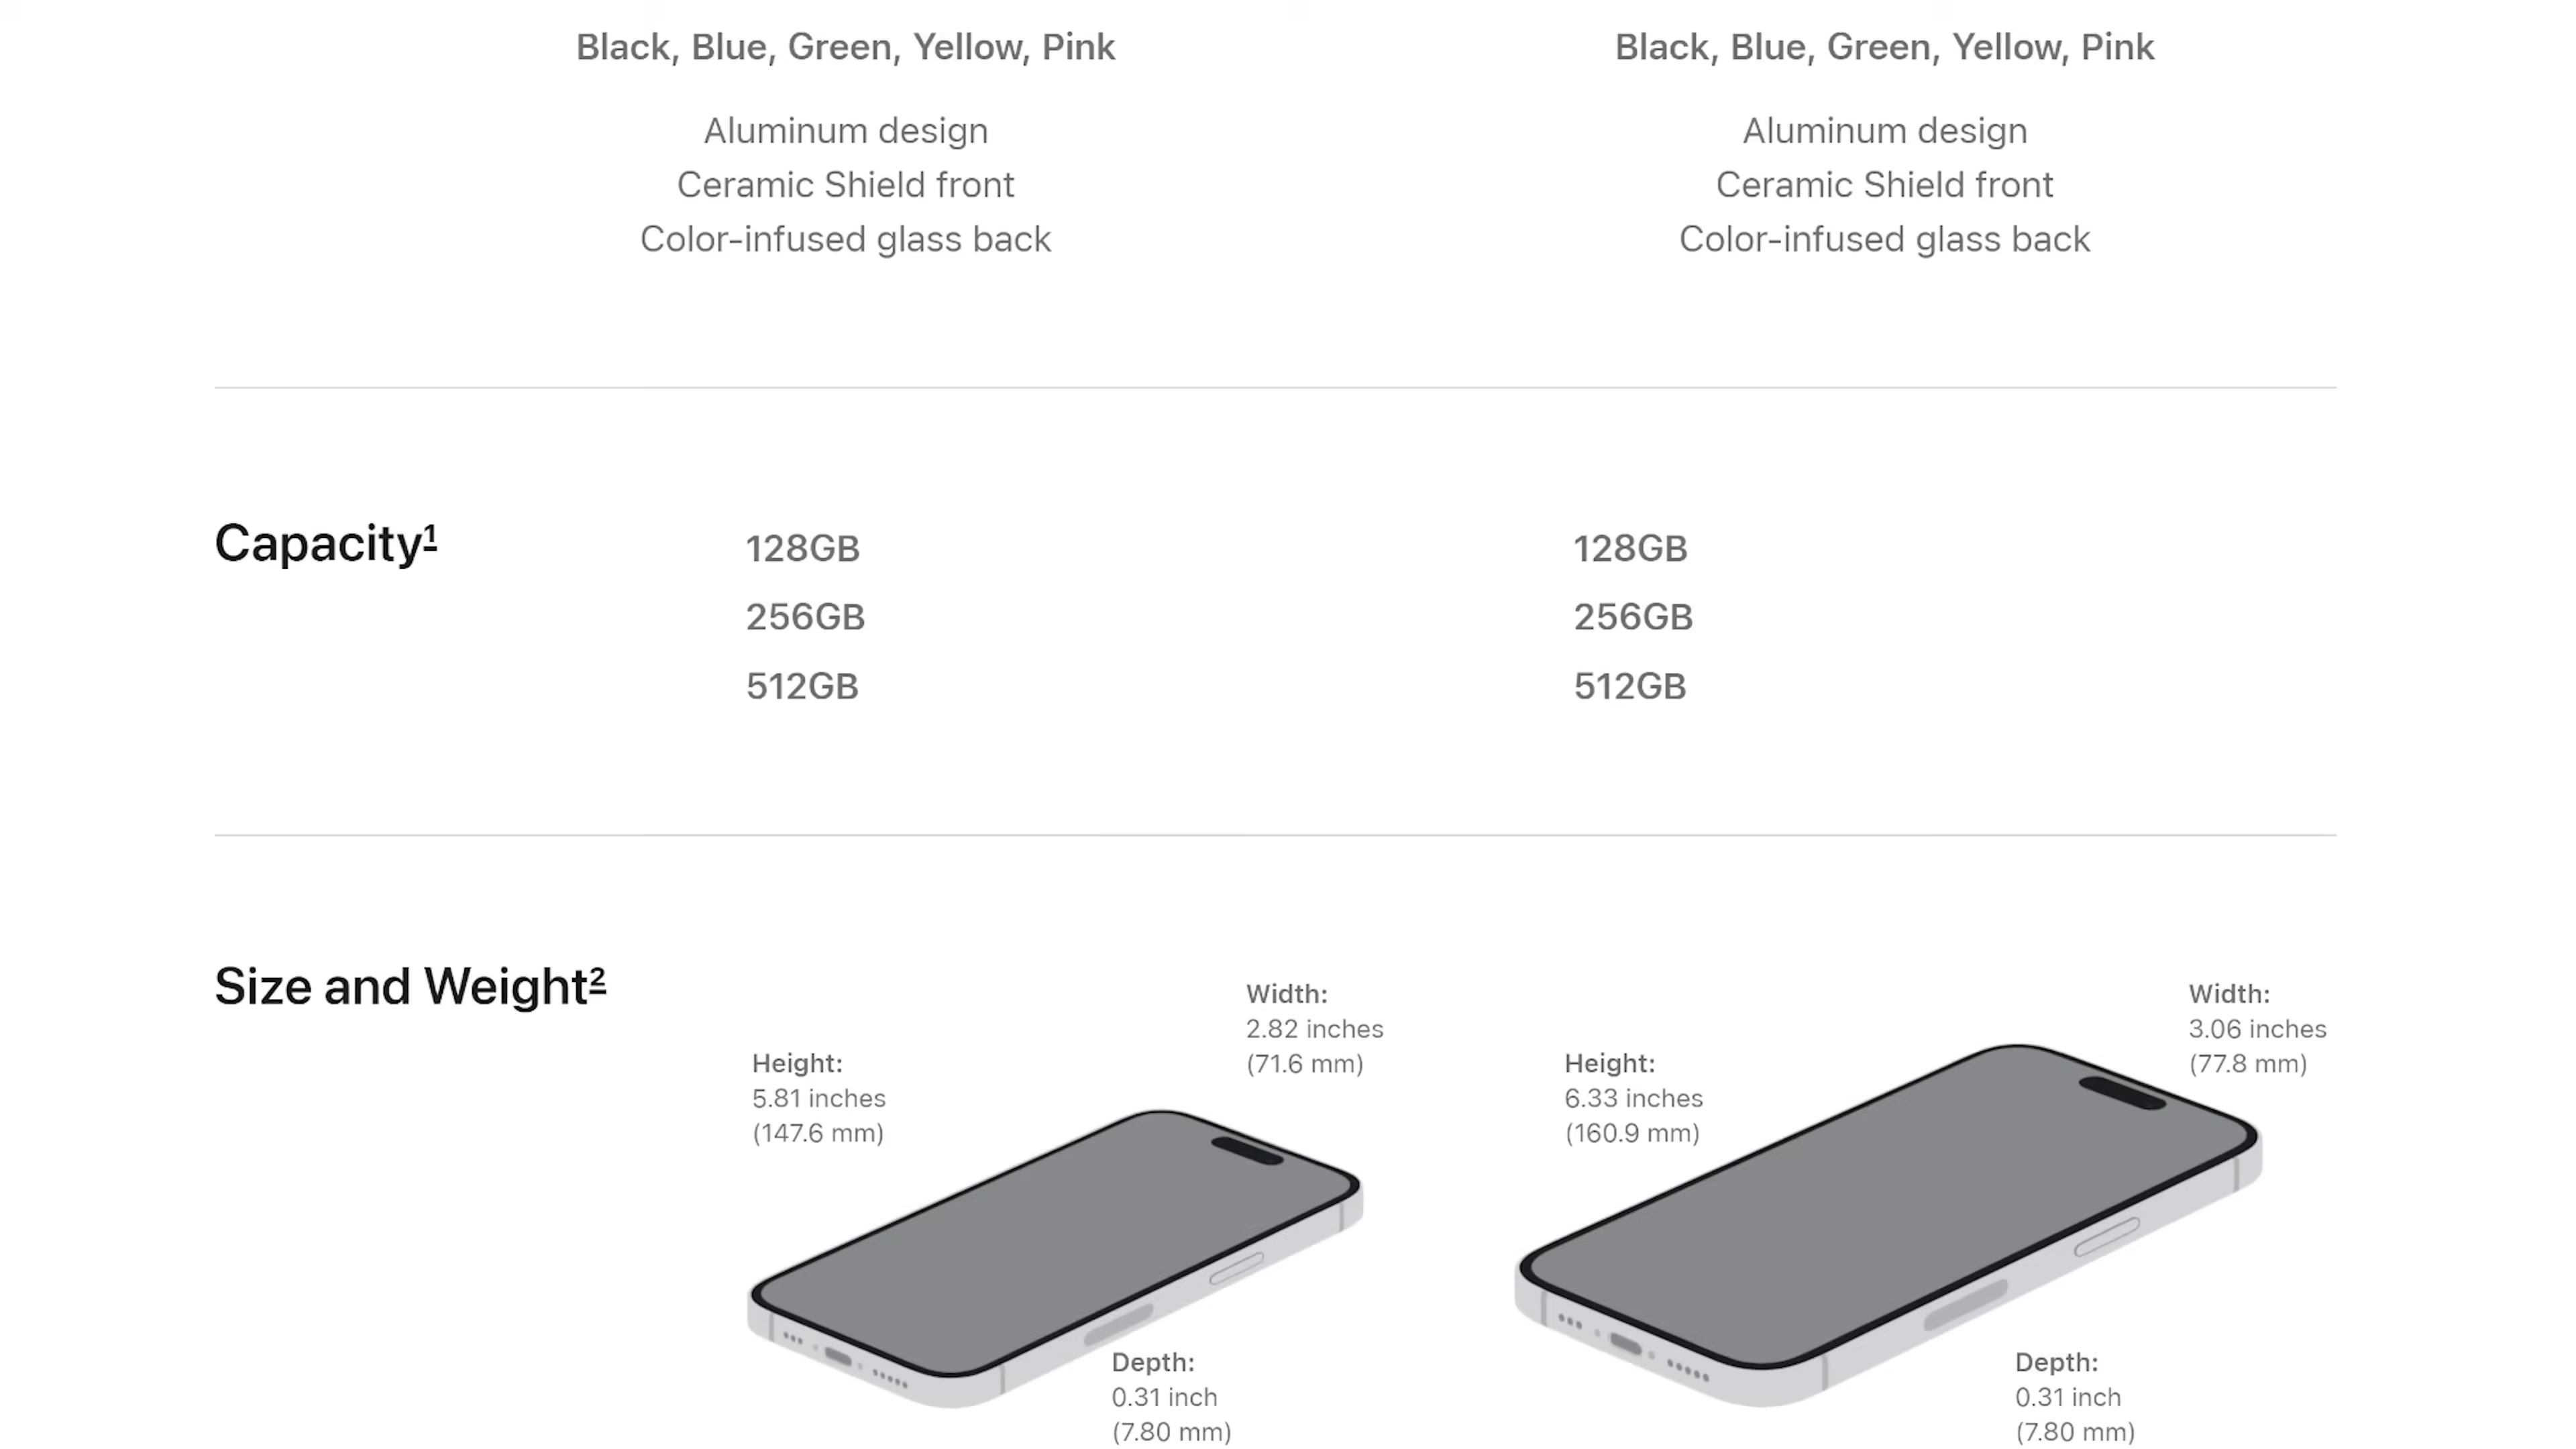 Black, Blue, Green, Yellow, Pink
Aluminum design
Ceramic Shield front
Color-infused glass back
Black, Blue, Green, Yellow, Pink
Aluminum design
Ceramic Shield front
Color-infused glass back
Capacity1
128GB
256GB
512GB
128GB
256GB
512GB
Size and Weight2
Height:
5.81 inches
(147.6 mm)
Width:
2.82 inches
(71.6 mm)
Depth:
0.31 inch
(7.80 mm)
Height:
6.33 inches
(160.9 mm)
Width:
3.06 inches
(77.8 mm)
Depth:
0.31 inch
(7.80 mm)